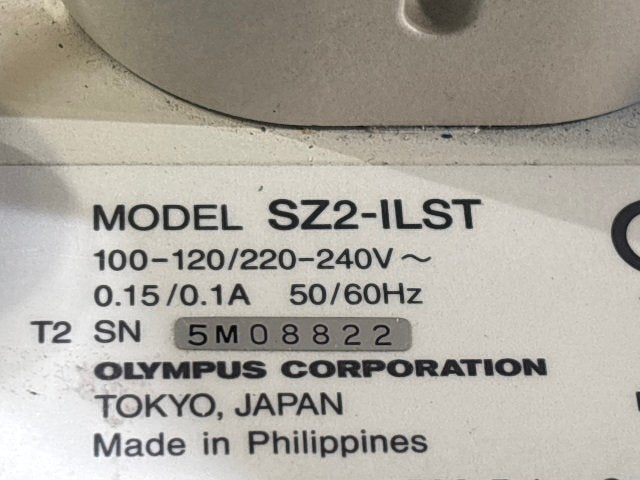 MODEL SZ2-ILST
100-120/220-240V~
0.15/0.1A 50/60Hz
T2 SN 5M08822
OLYMPUS CORPORATION
TOKYO, JAPAN
Made in Philippines